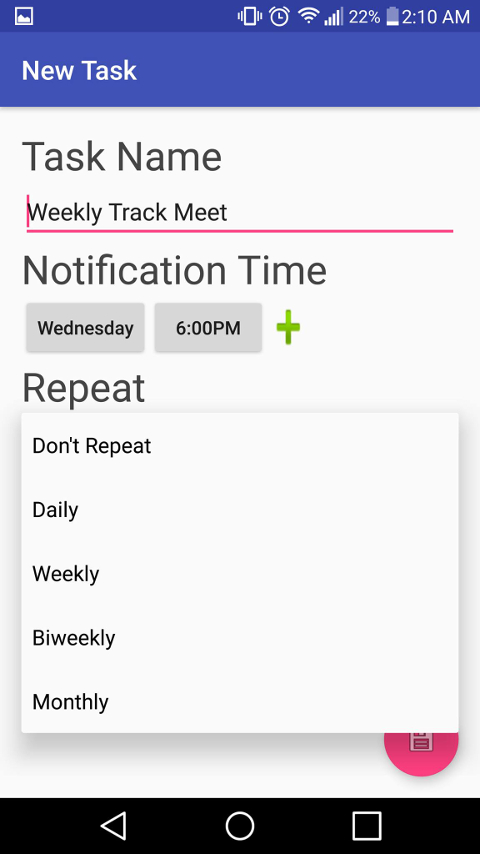 22% 2:10 AM
New Task
Task Name
Weekly Track Meet
Notification Time
Wednesday 6:00PM
Repeat
Don't Repeat
Daily
Weekly
Biweekly
Monthly